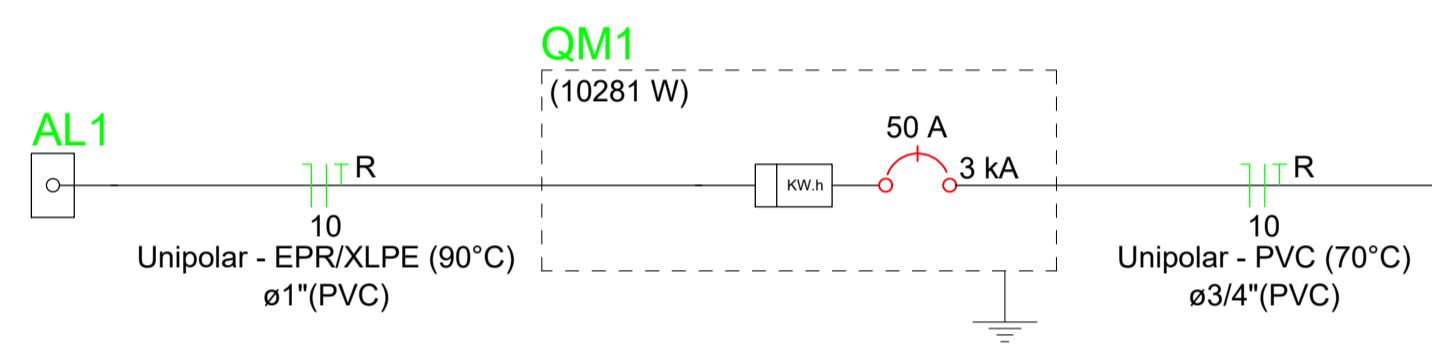 QM1
(10281 W)
AL1
50 A
R
KW.h
3 kA
R
10
Unipolar - EPR/XLPE (90°C)
ø1"(PVC)
10
Unipolar - PVC (70°C)
ø3/4"(PVC)